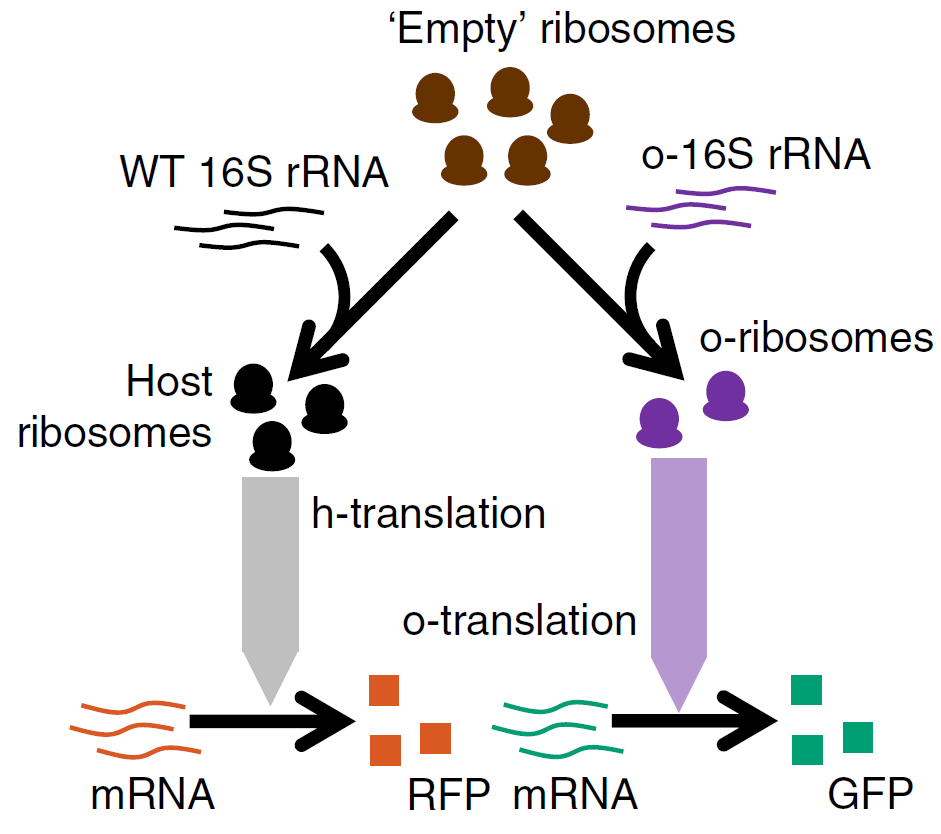 ‘Empty’ ribosomes
WT 16S rRNA
o-16S rRNA
o-ribosomes
Host
ribosomes
h-translation
o-translation
mRNA
RFP
mRNA
GFP